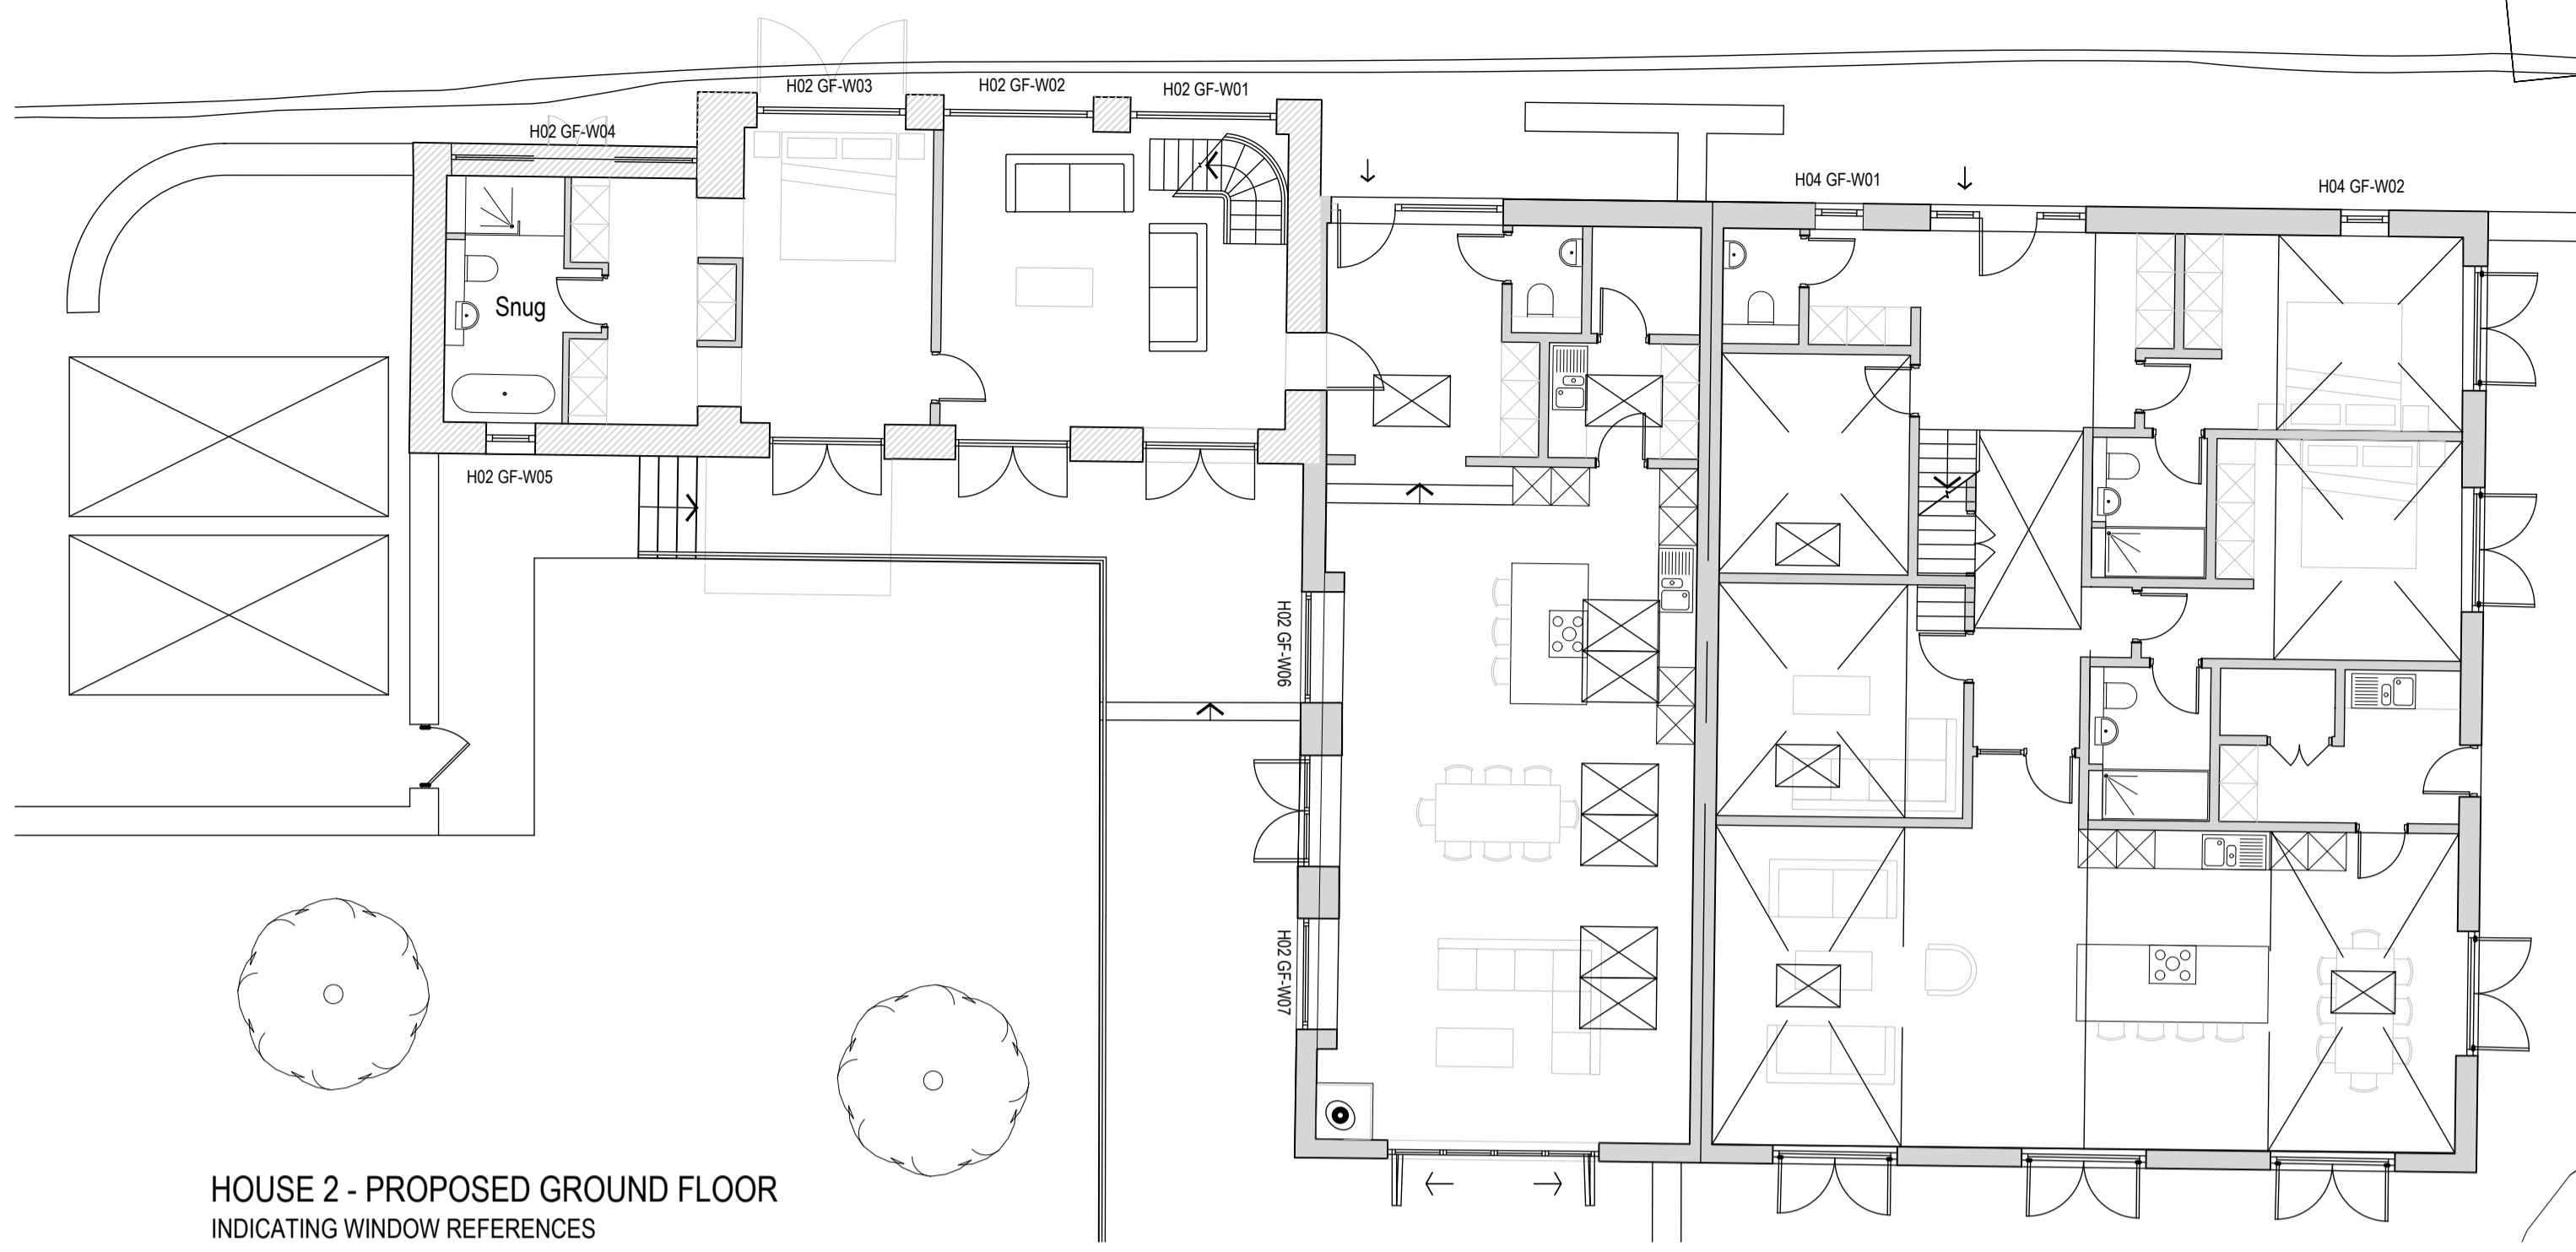 H02 GF-W03
H02 GF-W02
H02 GF-W01
H02 GF-W04
H04 GF-W01
H04 GF-W02
Snug
H02 GF-W05
H02 GF-W06
H02 GF-W07
HOUSE 2 - PROPOSED GROUND FLOOR
INDICATING WINDOW REFERENCES